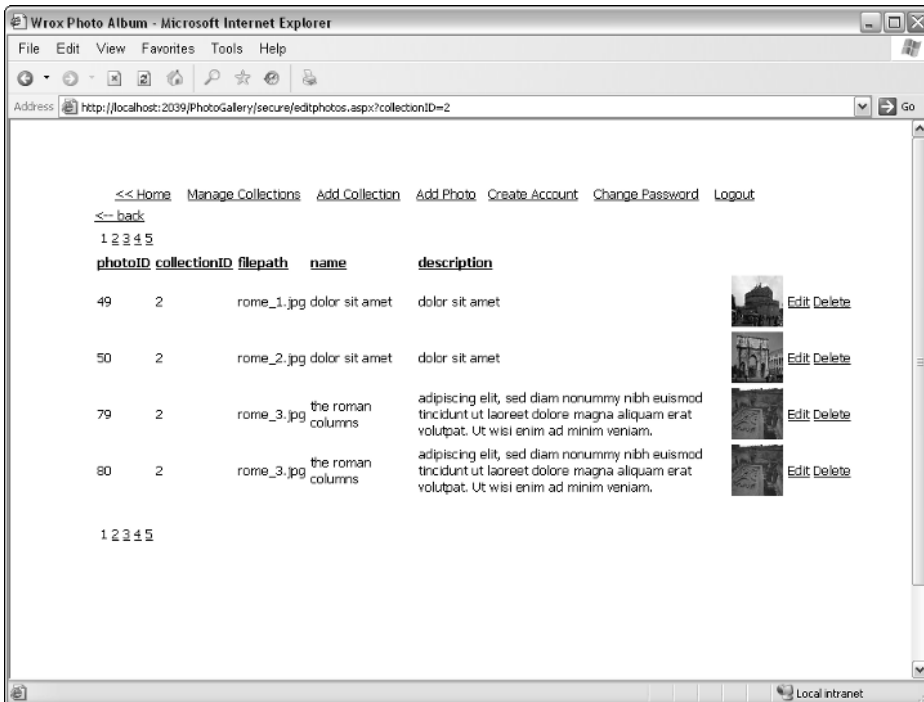 Wrox Photo Album - Microsoft Internet Explorer
File Edit View Favorites Tools Help
Address http://localhost:2039/PhotoGallery/secure/editphotos.aspx?collectionID=2 Go
<< Home Manage Collections Add Collection Add Photo Create Account Change Password Logout
<-- back
1 2 3 4 5
photoID collectionID filepath name description
49 2 rome_1.jpg dolor sit amet dolor sit amet Edit Delete
50 2 rome_2.jpg dolor sit amet dolor sit amet Edit Delete
79 2 rome_3.jpg the roman columns adipiscing elit, sed diam nonummy nibh euismod
tincidunt ut laoreet dolore magna aliquam erat
volutpat. Ut wisi enim ad minim veniam. Edit Delete
80 2 rome_3.jpg the roman columns adipiscing elit, sed diam nonummy nibh euismod
tincidunt ut laoreet dolore magna aliquam erat
volutpat. Ut wisi enim ad minim veniam. Edit Delete
1 2 3 4 5
Local intranet